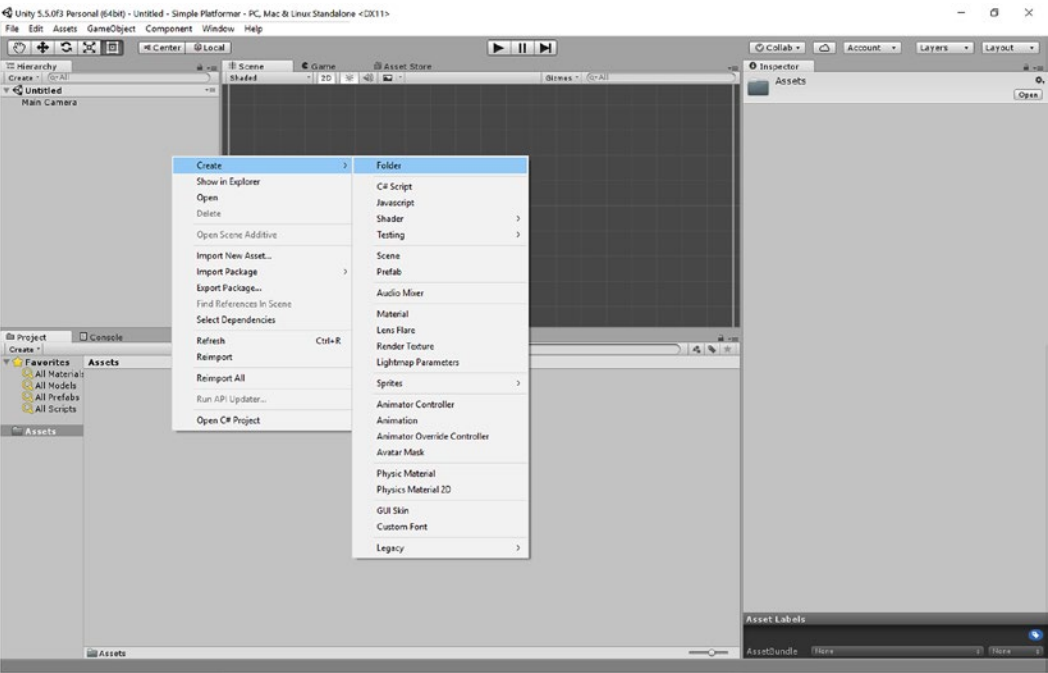 Unity 5.5.0f3 Personal (64bit) - Untitled - Simple Platformer - PC, Mac & Linux Standalone <DX11>
File Edit Assets GameObject Component Window Help
Center Local Collab Account Layers Layout
Hierarchy Scene Game Asset Store Inspector
Create All Shaded 2D Gizmos All Assets
Untitled Open
Main Camera
Create
Show in Explorer
Open
Delete
Open Scene Additive
Import New Asset...
Import Package
Export Package...
Find References In Scene
Select Dependencies
Refresh Ctrl+R
Reimport
Reimport All
Run API Updater...
Open C# Project
Folder
C# Script
Javascript
Shader
Testing
Scene
Prefab
Audio Mixer
Material
Lens Flare
Render Texture
Lightmap Parameters
Sprites
Animator Controller
Animation
Animator Override Controller
Avatar Mask
Physic Material
Physics Material 2D
GUI Skin
Custom Font
Legacy
Project Console
Create
Favorites Assets
All Materials
All Models
All Prefabs
All Scripts
Assets
Assets
Asset Labels
AssetBundle None None